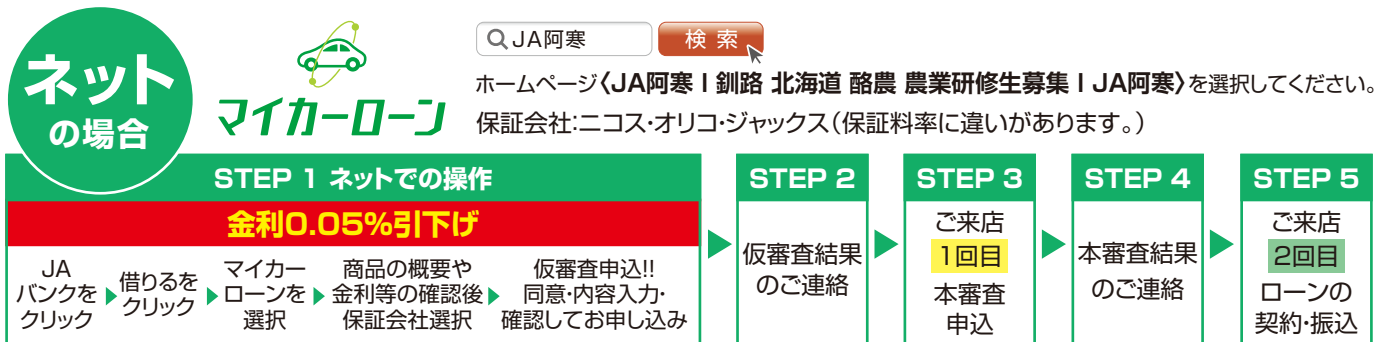 ネット
の場合
マイカーローン
JA阿寒
検索
ホームページ〈JA阿寒 | 釧路 北海道 酪農 農業研修生募集 | JA阿寒〉を選択してください。
保証会社:ニコス・オリコ・ジャックス(保証料率に違いがあります。)
STEP 1 ネットでの操作
金利0.05%引下げ
JA
バンクを
クリック
借りるを
クリック
マイカー
ローンを
選択
商品の概要や
金利等の確認後
保証会社選択
仮審査申込!!
同意・内容入力・
確認してお申し込み
STEP 2
仮審査結果
のご連絡
STEP 3
ご来店
1回目
本審査
申込
STEP 4
本審査結果
のご連絡
STEP 5
ご来店
2回目
ローンの
契約・振込